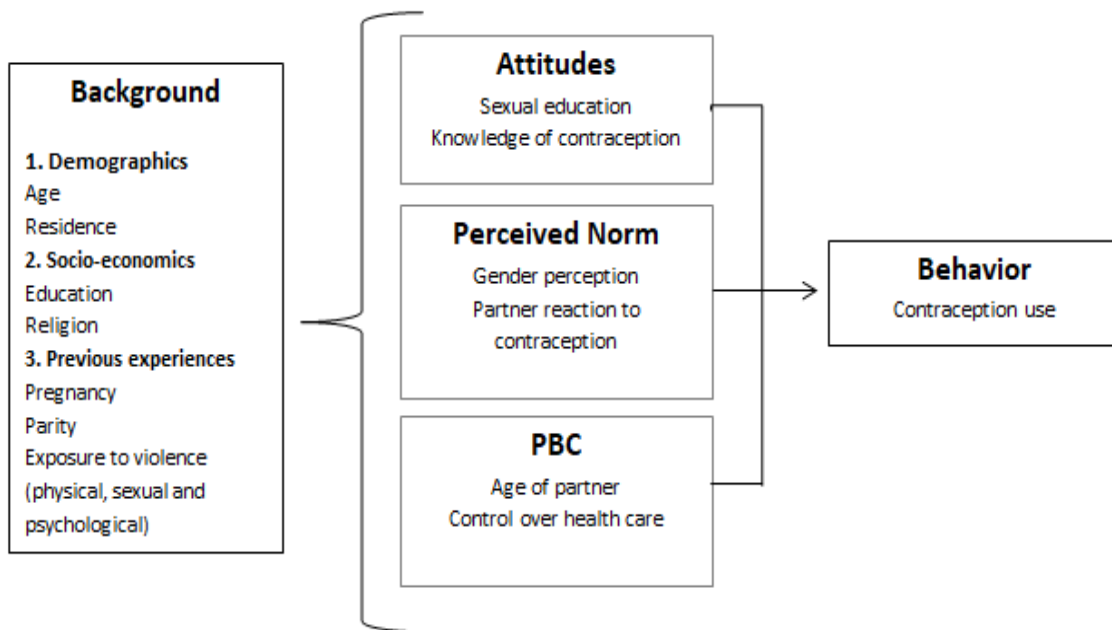 Background
1. Demographics
Age
Residence
2. Socio-economics
Education
Religion
3. Previous experiences
Pregnancy
Parity
Exposure to violence
(physical, sexual and
psychological)
Attitudes
Sexual education
Knowledge of contraception
Perceived Norm
Gender perception
Partner reaction to
contraception
PBC
Age of partner
Control over health care
Behavior
Contraception use